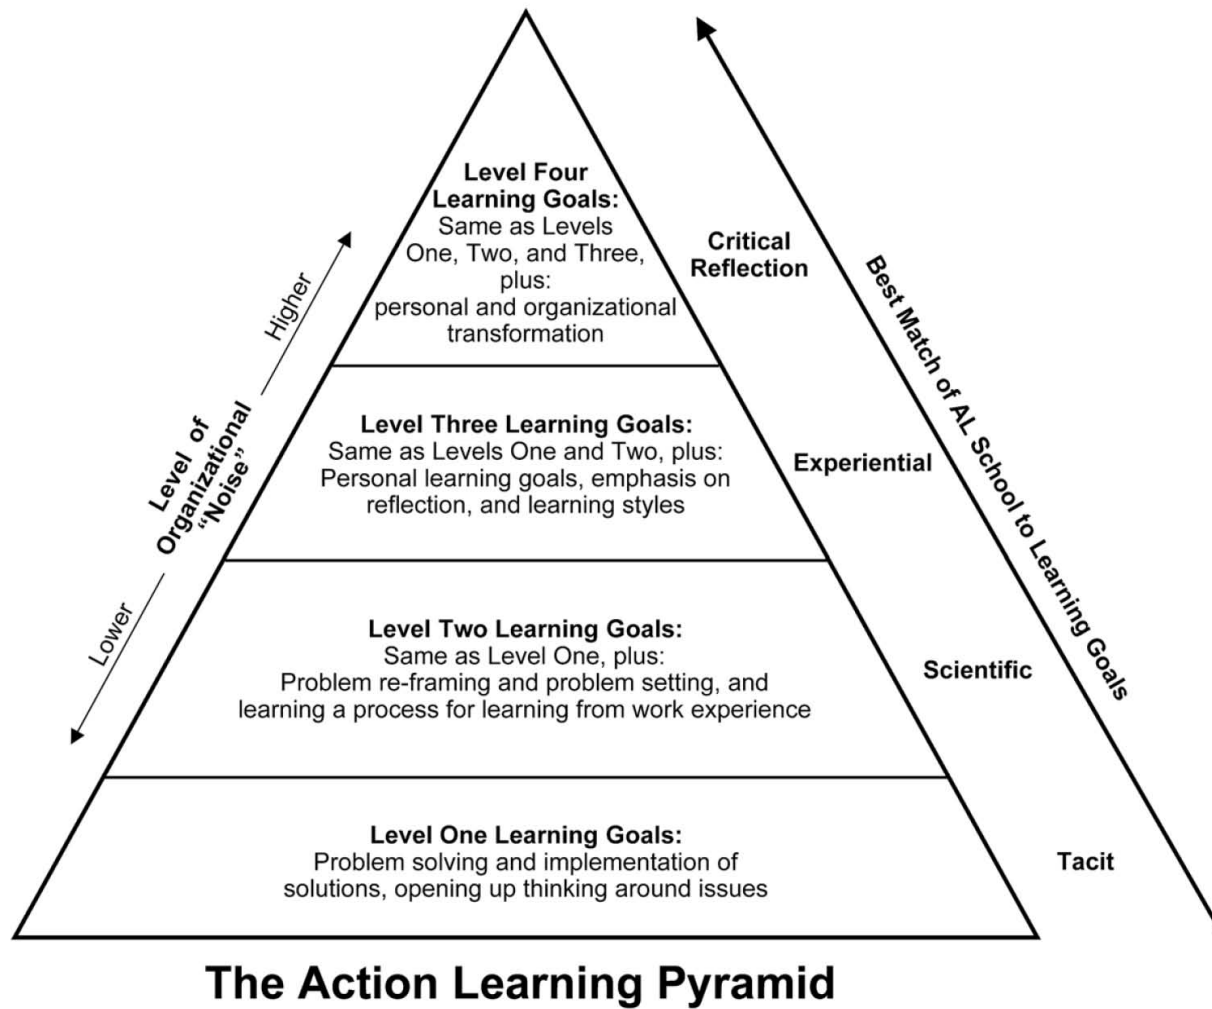 Level Four
Learning Goals:
Same as Levels
One, Two, and Three,
plus:
personal and organizational
transformation
Critical
Reflection
Higher
Level of
Organizational
“Noise”
Lower
Best Match of AL School to Learning Goals
Level Three Learning Goals:
Same as Levels One and Two, plus:
Personal learning goals, emphasis on
reflection, and learning styles
Experiential
Level Two Learning Goals:
Same as Level One, plus:
Problem re-framing and problem setting, and
learning a process for learning from work experience
Scientific
Level One Learning Goals:
Problem solving and implementation of
solutions, opening up thinking around issues
Tacit
The Action Learning Pyramid